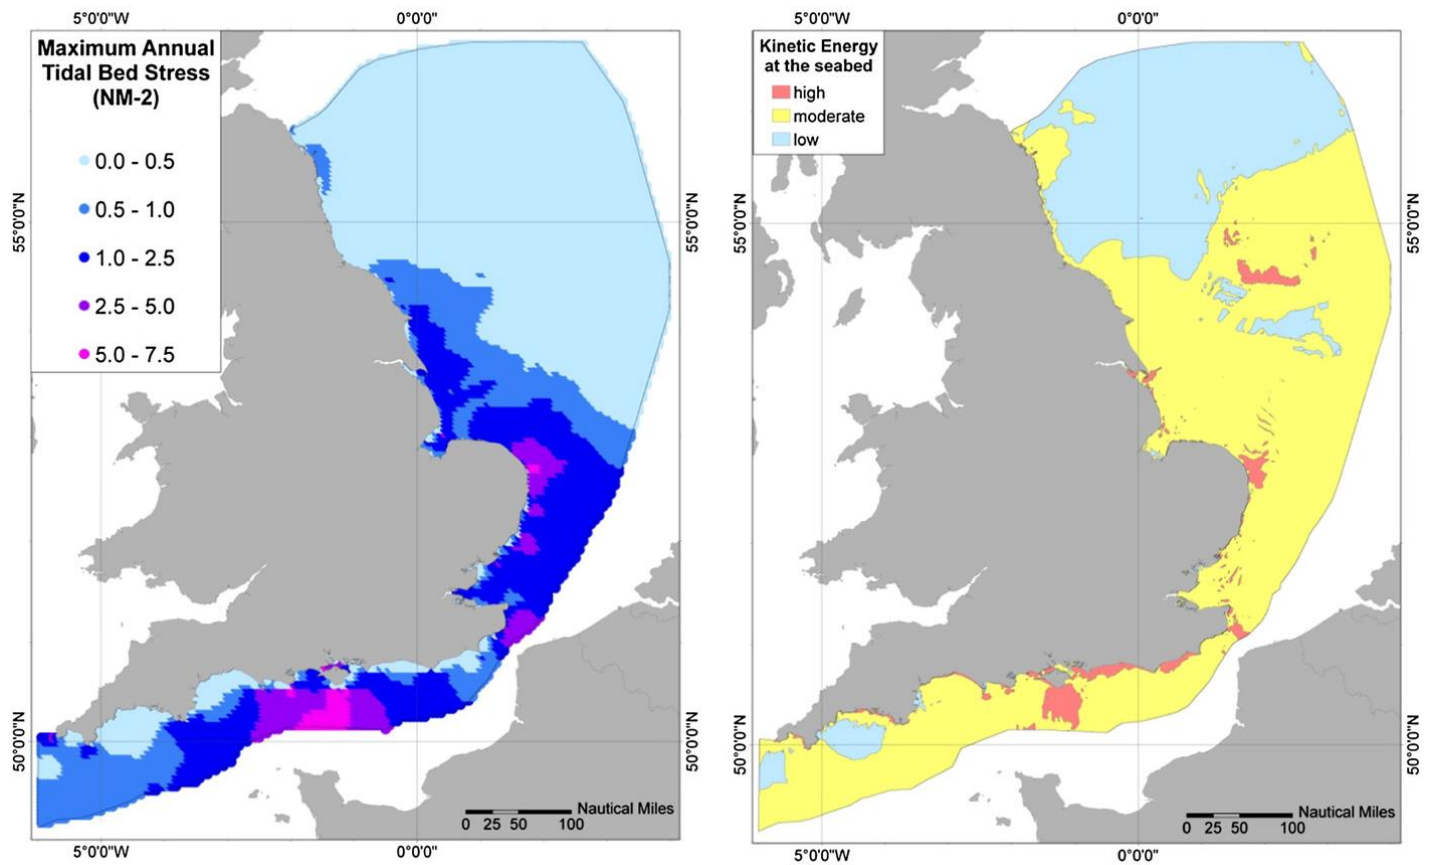 5°0'0"W
0°0'0"
5°0'0"W
0°0'0"
Maximum Annual
Tidal Bed Stress
(NM-2)
0.0 - 0.5
0.5 - 1.0
1.0 - 2.5
2.5 - 5.0
5.0 - 7.5
55°0'0"N
55°0'0"N
50°0'0"N
50°0'0"N
Nautical Miles
0 25 50 100
5°0'0"W
0°0'0"
Kinetic Energy
at the seabed
high
moderate
low
55°0'0"N
55°0'0"N
50°0'0"N
50°0'0"N
Nautical Miles
0 25 50 100
5°0'0"W
0°0'0"